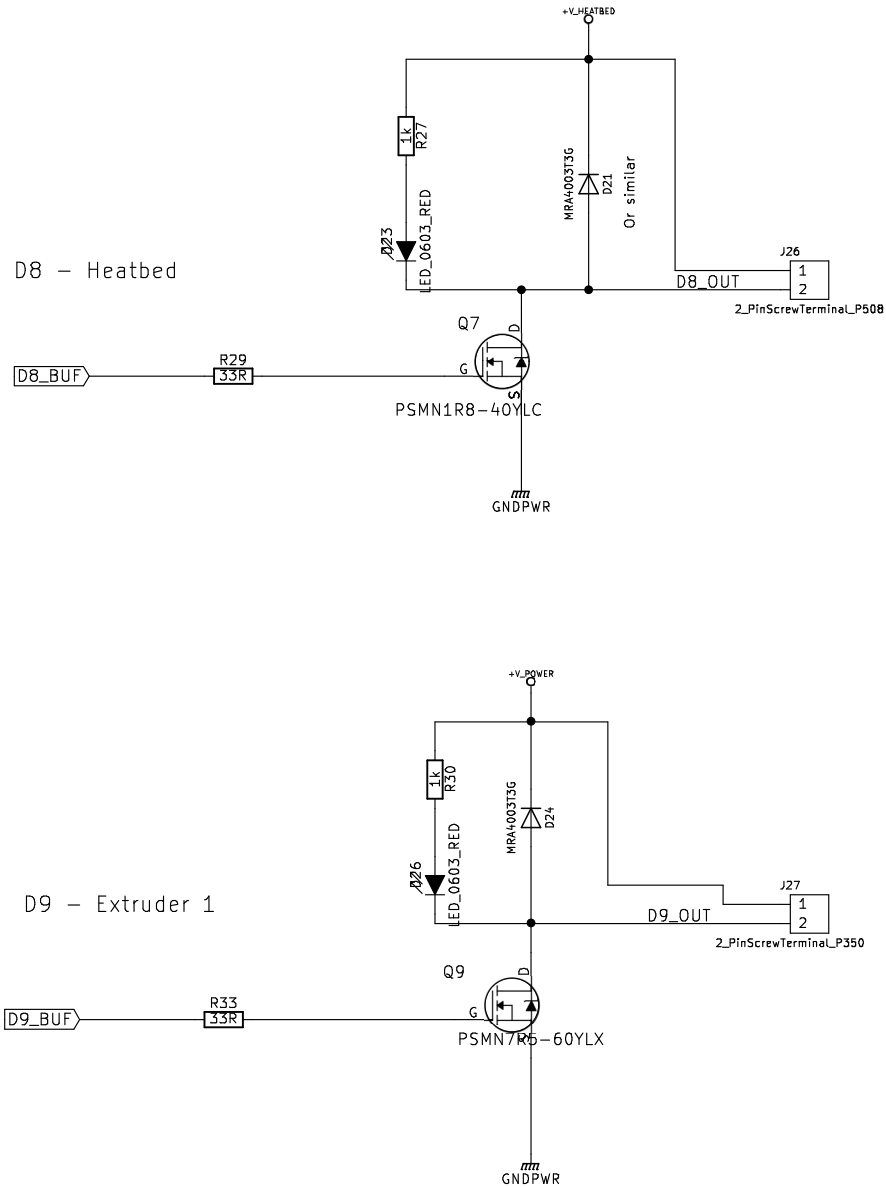 +V_HEATBED
1k
R27
D23
LED_0603_RED
MRA4003T3G
D21
Or similar
J26
1
2
D8_OUT
2_PinScrewTerminal_P508
D8 - Heatbed
Q7
D
G
S
R29
33R
D8_BUF
PSMN1R8-40YLC
GNDPWR
+V_POWER
1k
R30
D26
LED_0603_RED
MRA4003T3G
D24
J27
1
2
D9_OUT
2_PinScrewTerminal_P350
D9 - Extruder 1
Q9
D
G
S
R33
33R
D9_BUF
PSMN7R5-60YLX
GNDPWR